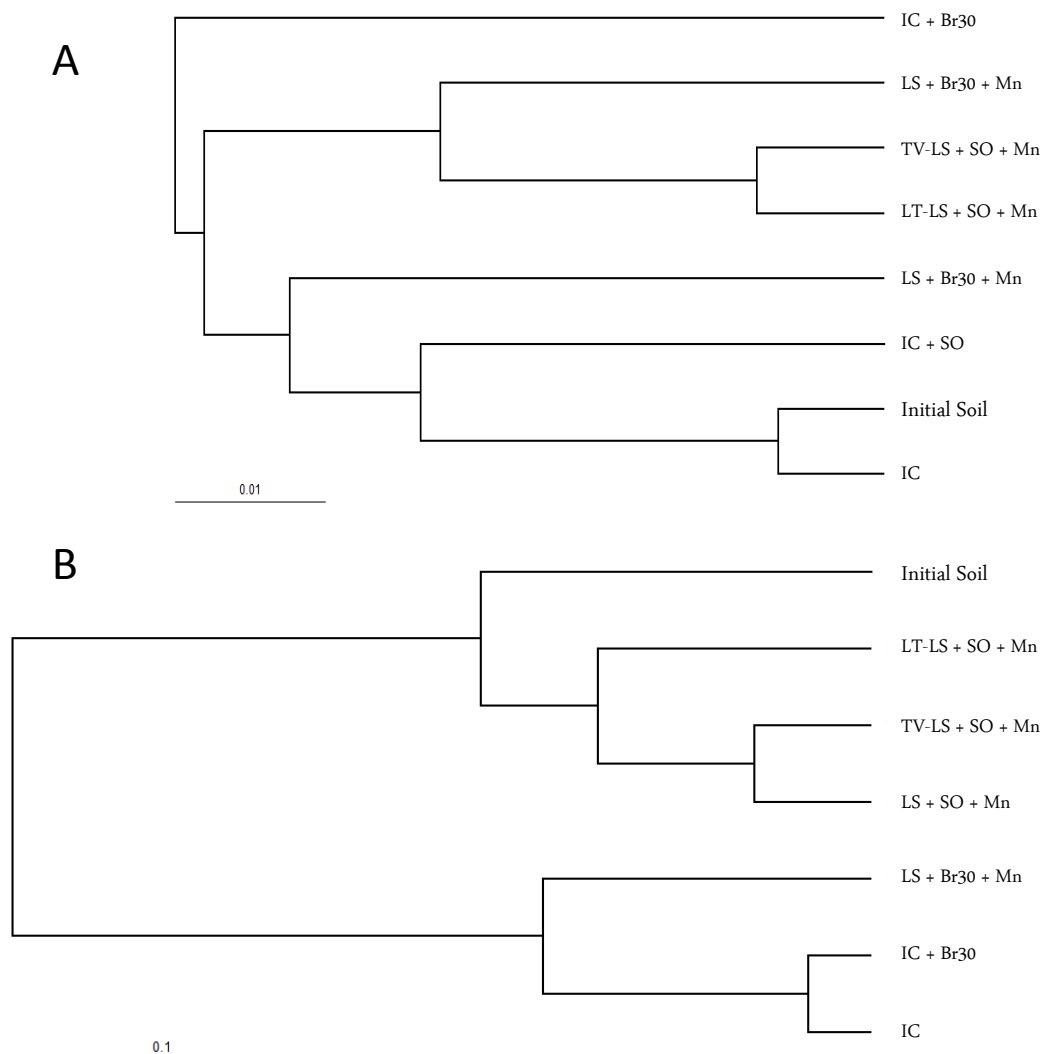 A
IC + Br30
LS + Br30 + Mn
TV-LS + SO + Mn
LT-LS + SO + Mn
LS + Br30 + Mn
IC + SO
Initial Soil
IC
0.01
B
Initial Soil
LT-LS + SO + Mn
TV-LS + SO + Mn
LS + SO + Mn
LS + Br30 + Mn
IC + Br30
IC
0.1